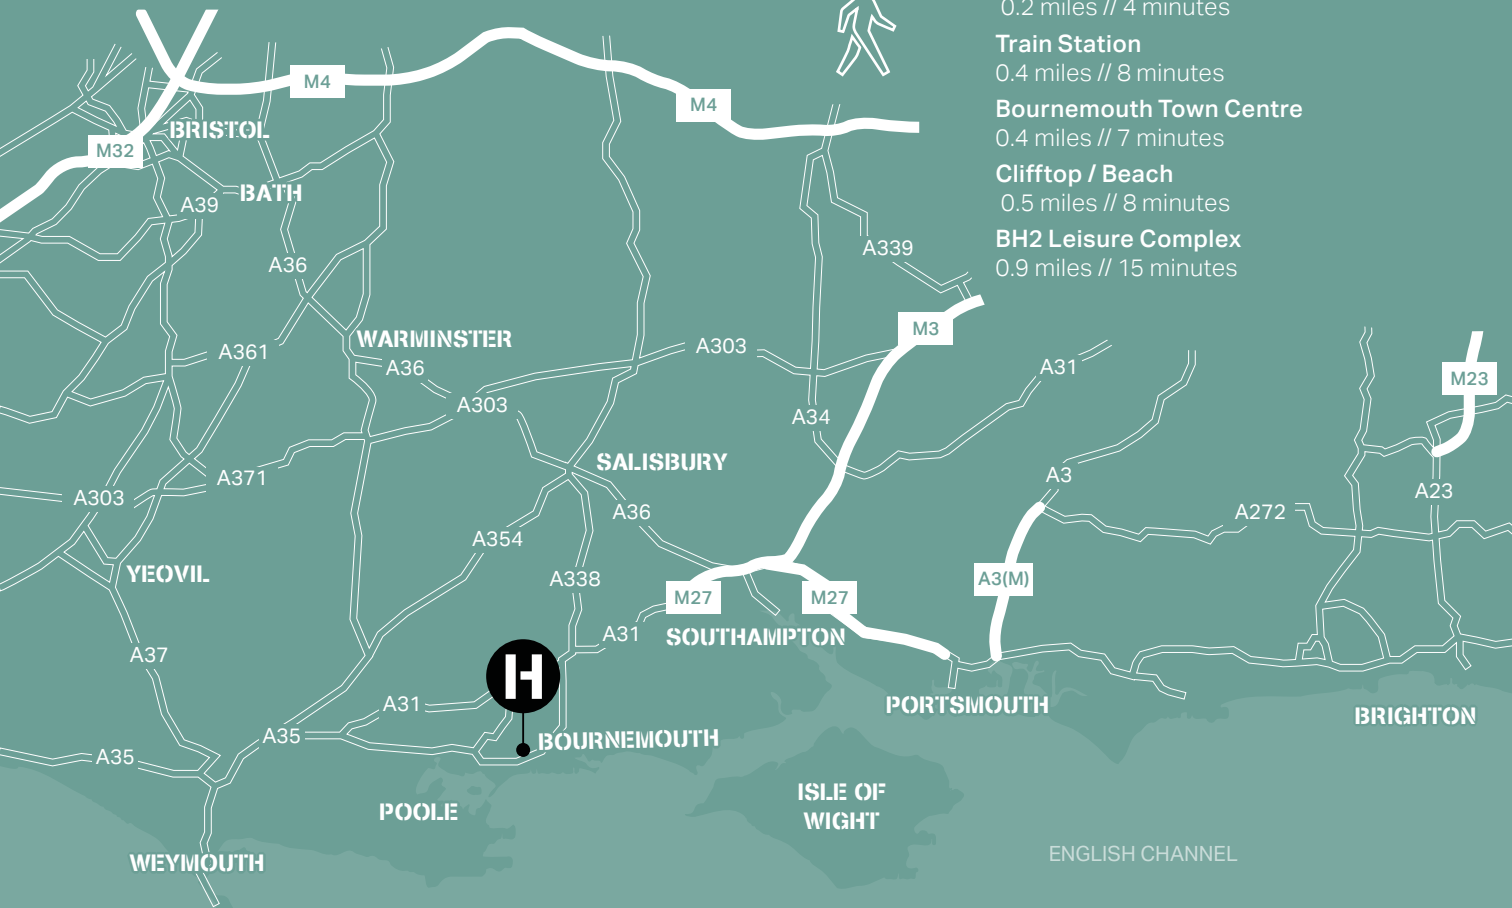 0.2 miles // 4 minutes
Train Station
0.4 miles // 8 minutes
Bournemouth Town Centre
0.4 miles // 7 minutes
Clifftop / Beach
0.5 miles // 8 minutes
BH2 Leisure Complex
0.9 miles // 15 minutes
M4
M4
BRISTOL
M32
BATH
A39
A339
A36
M3
WARMINSTER
A303
A361
A36
A31
M23
A303
A34
SALISBURY
A371
A3
A23
A303
A36
A272
A354
YEOVIL
A338
A3(M)
M27
M27
A31
SOUTHAMPTON
A37
H
A31
PORTSMOUTH
BRIGHTON
A35
BOURNEMOUTH
A35
ISLE OF
WIGHT
POOLE
ENGLISH CHANNEL
WEYMOUTH